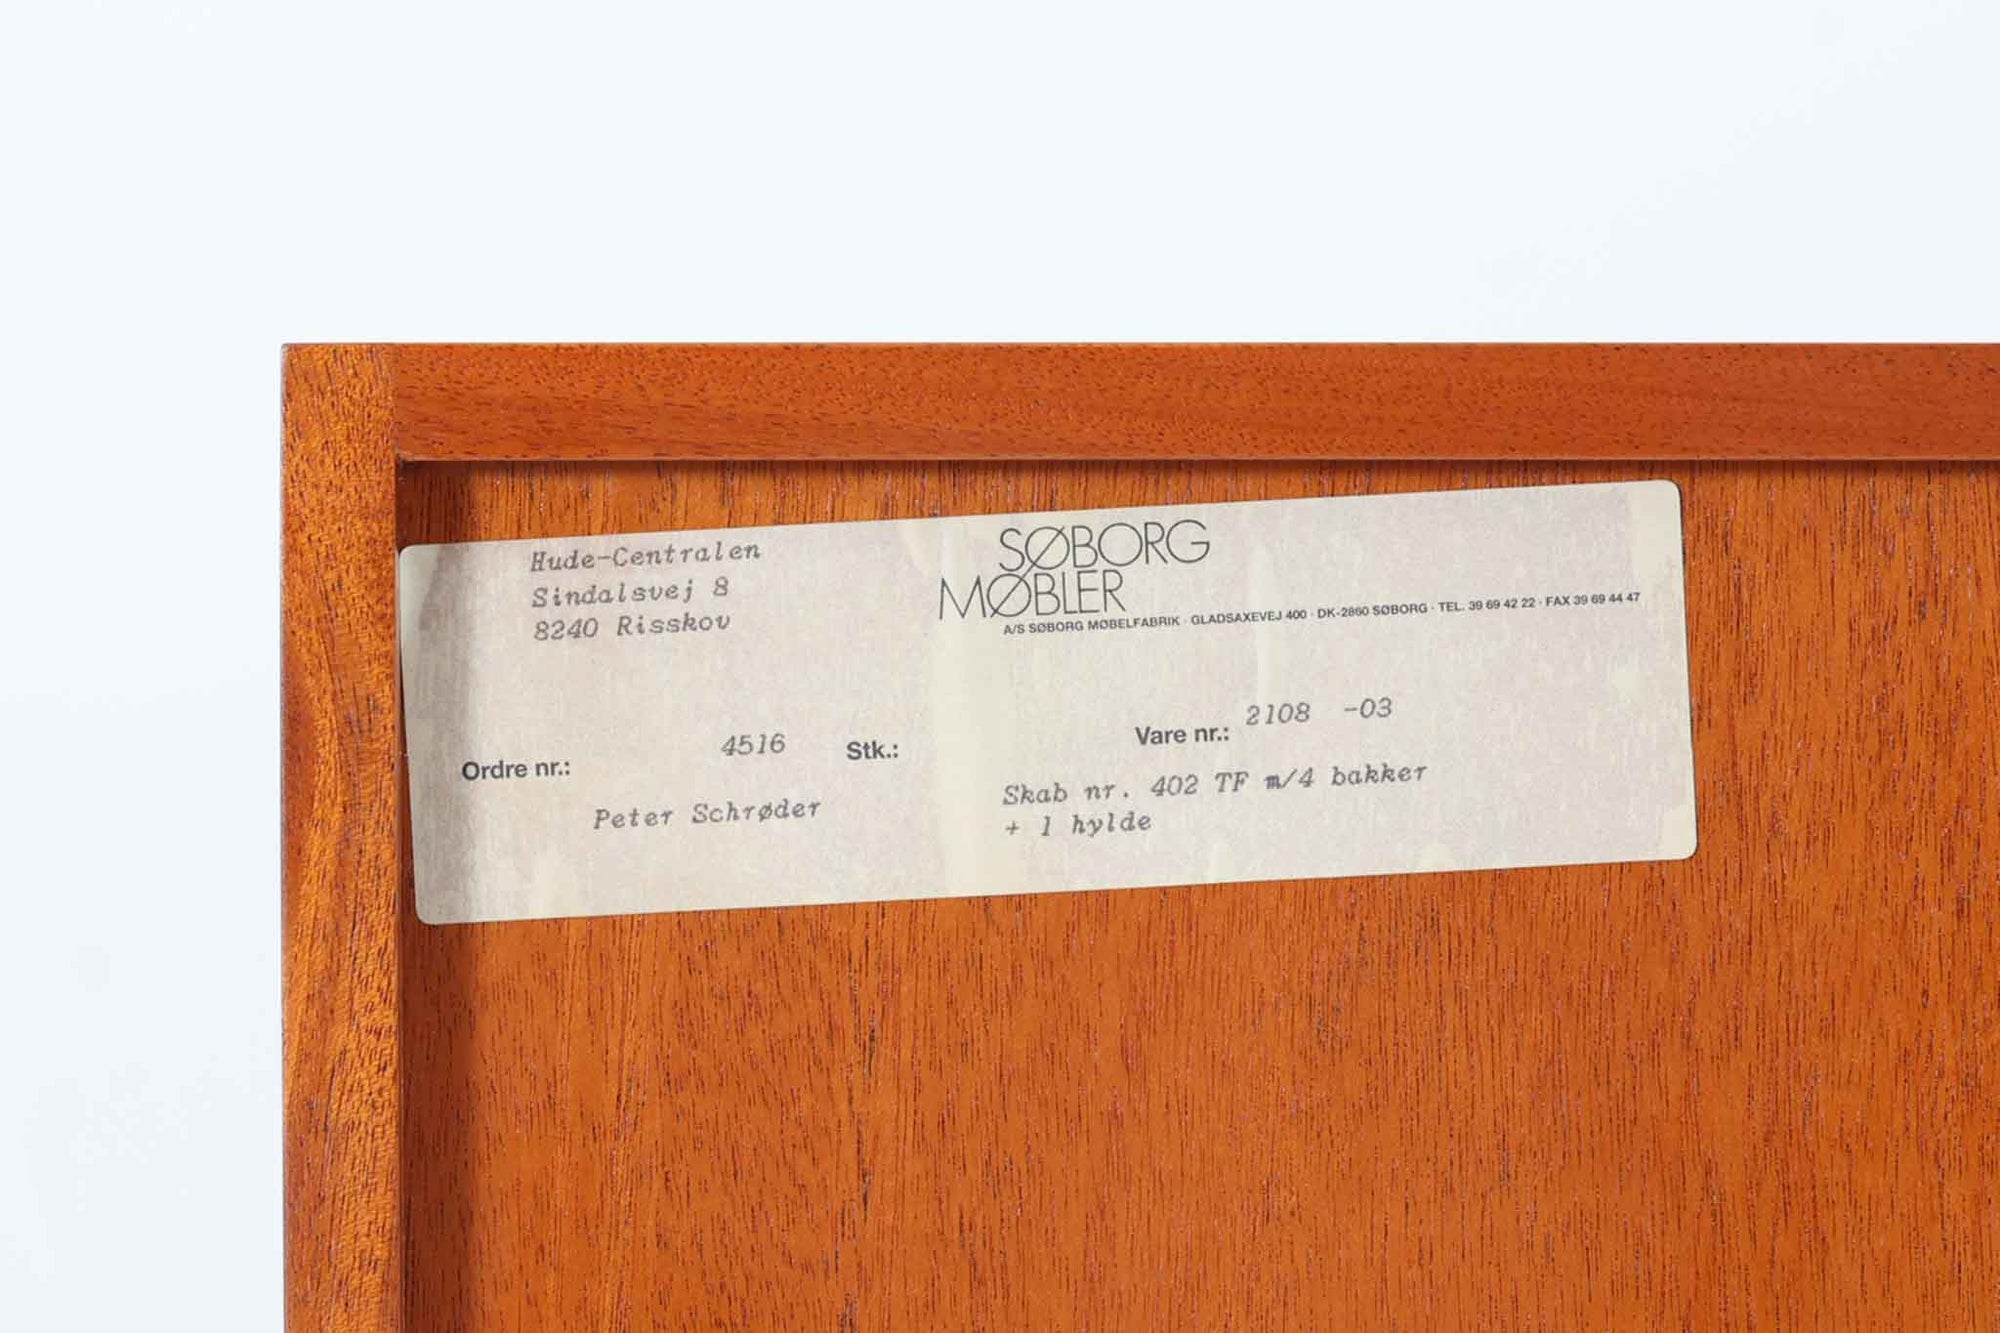 Hude-Centralen
Sindalsvej 8
8240 Risskov
SØBORG
MØBLER
A/S SØBORG MØBELFABRIK · GLADSAXEVEJ 400 · DK-2860 SØBORG · TEL. 39 69 42 22 · FAX 39 69 44 47
Ordre nr.: 4516 Stk.:
Peter Schrøder
Vare nr.: 2108 -03
Skab nr. 402 TF m/4 bakker
+ 1 hylde